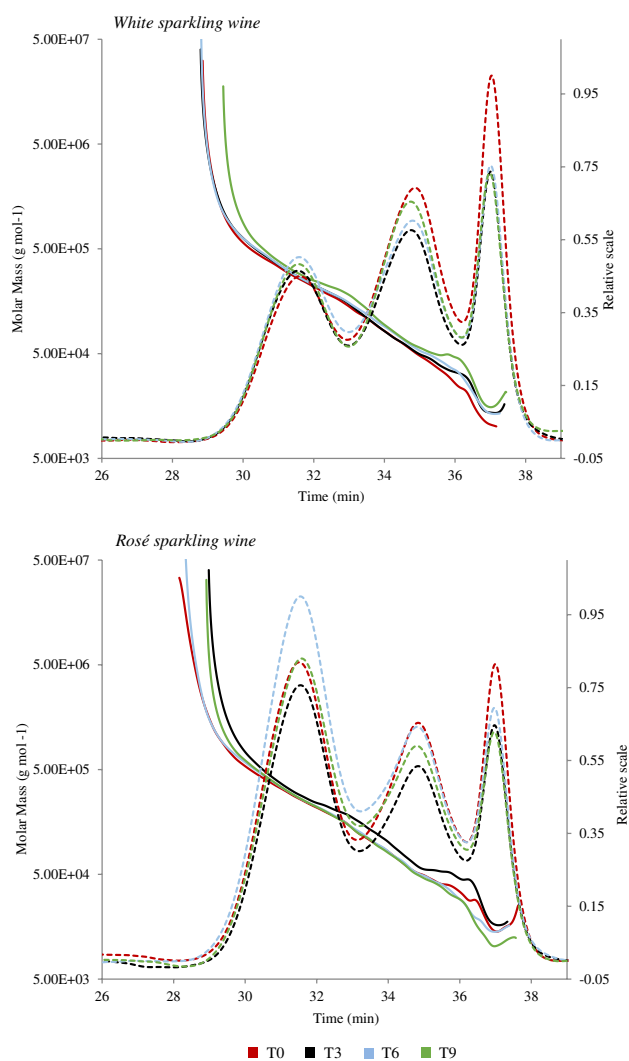 White sparkling wine
5.00E+07
5.00E+06
5.00E+05
5.00E+04
5.00E+03
Molar Mass (g mol-1)
0.95
0.75
0.55
0.35
0.15
-0.05
Relative scale
26 28 30 32 34 36 38
Time (min)
Rosé sparkling wine
5.00E+07
5.00E+06
5.00E+05
5.00E+04
5.00E+03
Molar Mass (g mol -1)
0.95
0.75
0.55
0.35
0.15
-0.05
Relative scale
26 28 30 32 34 36 38
Time (min)
T0 T3 T6 T9